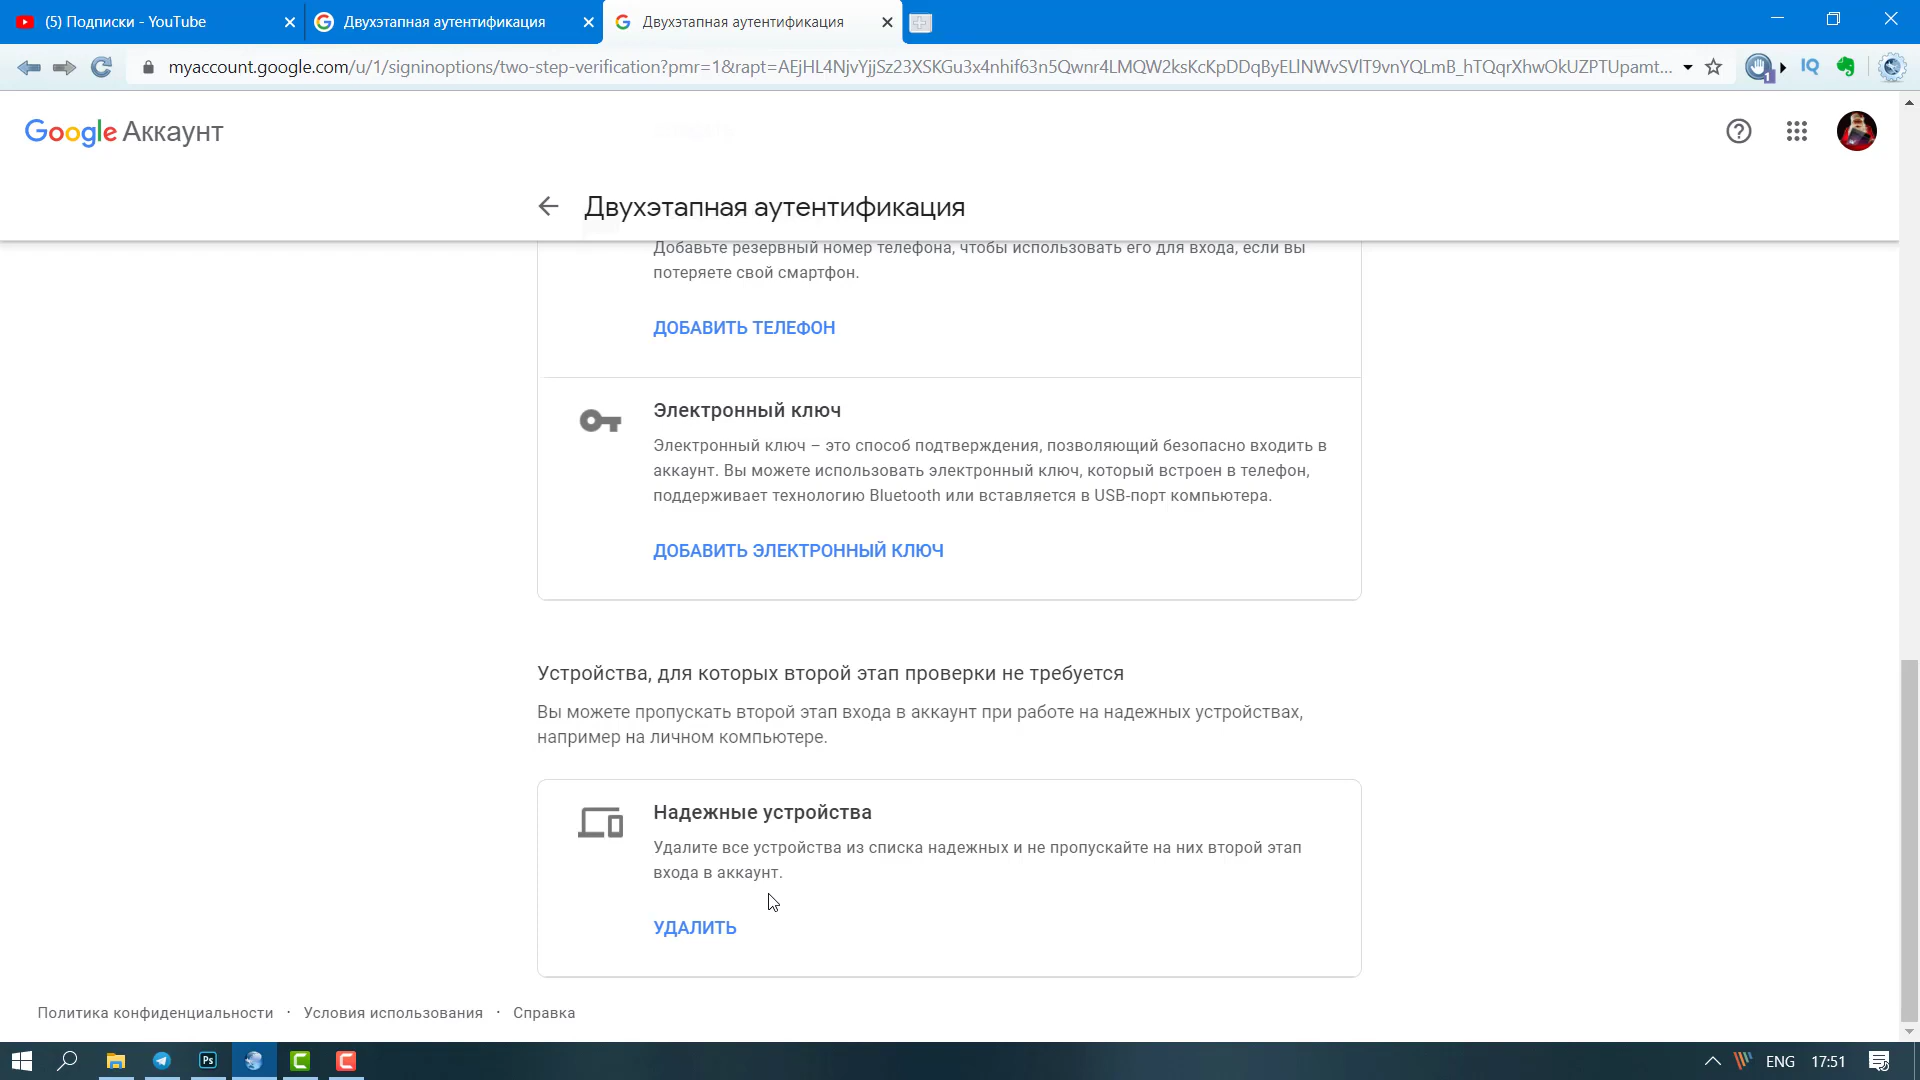 (5) Подписки - YouTube
Двухэтапная аутентификация
Двухэтапная аутентификация
myaccount.google.com/u/1/signinoptions/two-step-verification?pmr=1&rapt=AEjHL4NjvYjjSz23XSKGu3x4nhif63n5Qwnr4LMQW2ksKcKpDDqByELlNWvSVlT9vnYQLmB_hTQqrXhwOkUZPTUpamt...
1
IQ
Google Аккаунт
Двухэтапная аутентификация
Добавьте резервный номер телефона, чтобы использовать его для входа, если вы
потеряете свой смартфон.
ДОБАВИТЬ ТЕЛЕФОН
Электронный ключ
Электронный ключ – это способ подтверждения, позволяющий безопасно входить в
аккаунт. Вы можете использовать электронный ключ, который встроен в телефон,
поддерживает технологию Bluetooth или вставляется в USB-порт компьютера.
ДОБАВИТЬ ЭЛЕКТРОННЫЙ КЛЮЧ
Устройства, для которых второй этап проверки не требуется
Вы можете пропускать второй этап входа в аккаунт при работе на надежных устройствах,
например на личном компьютере.
Надежные устройства
Удалите все устройства из списка надежных и не пропускайте на них второй этап
входа в аккаунт.
УДАЛИТЬ
Политика конфиденциальности · Условия использования · Справка
Ps
ENG
17:51